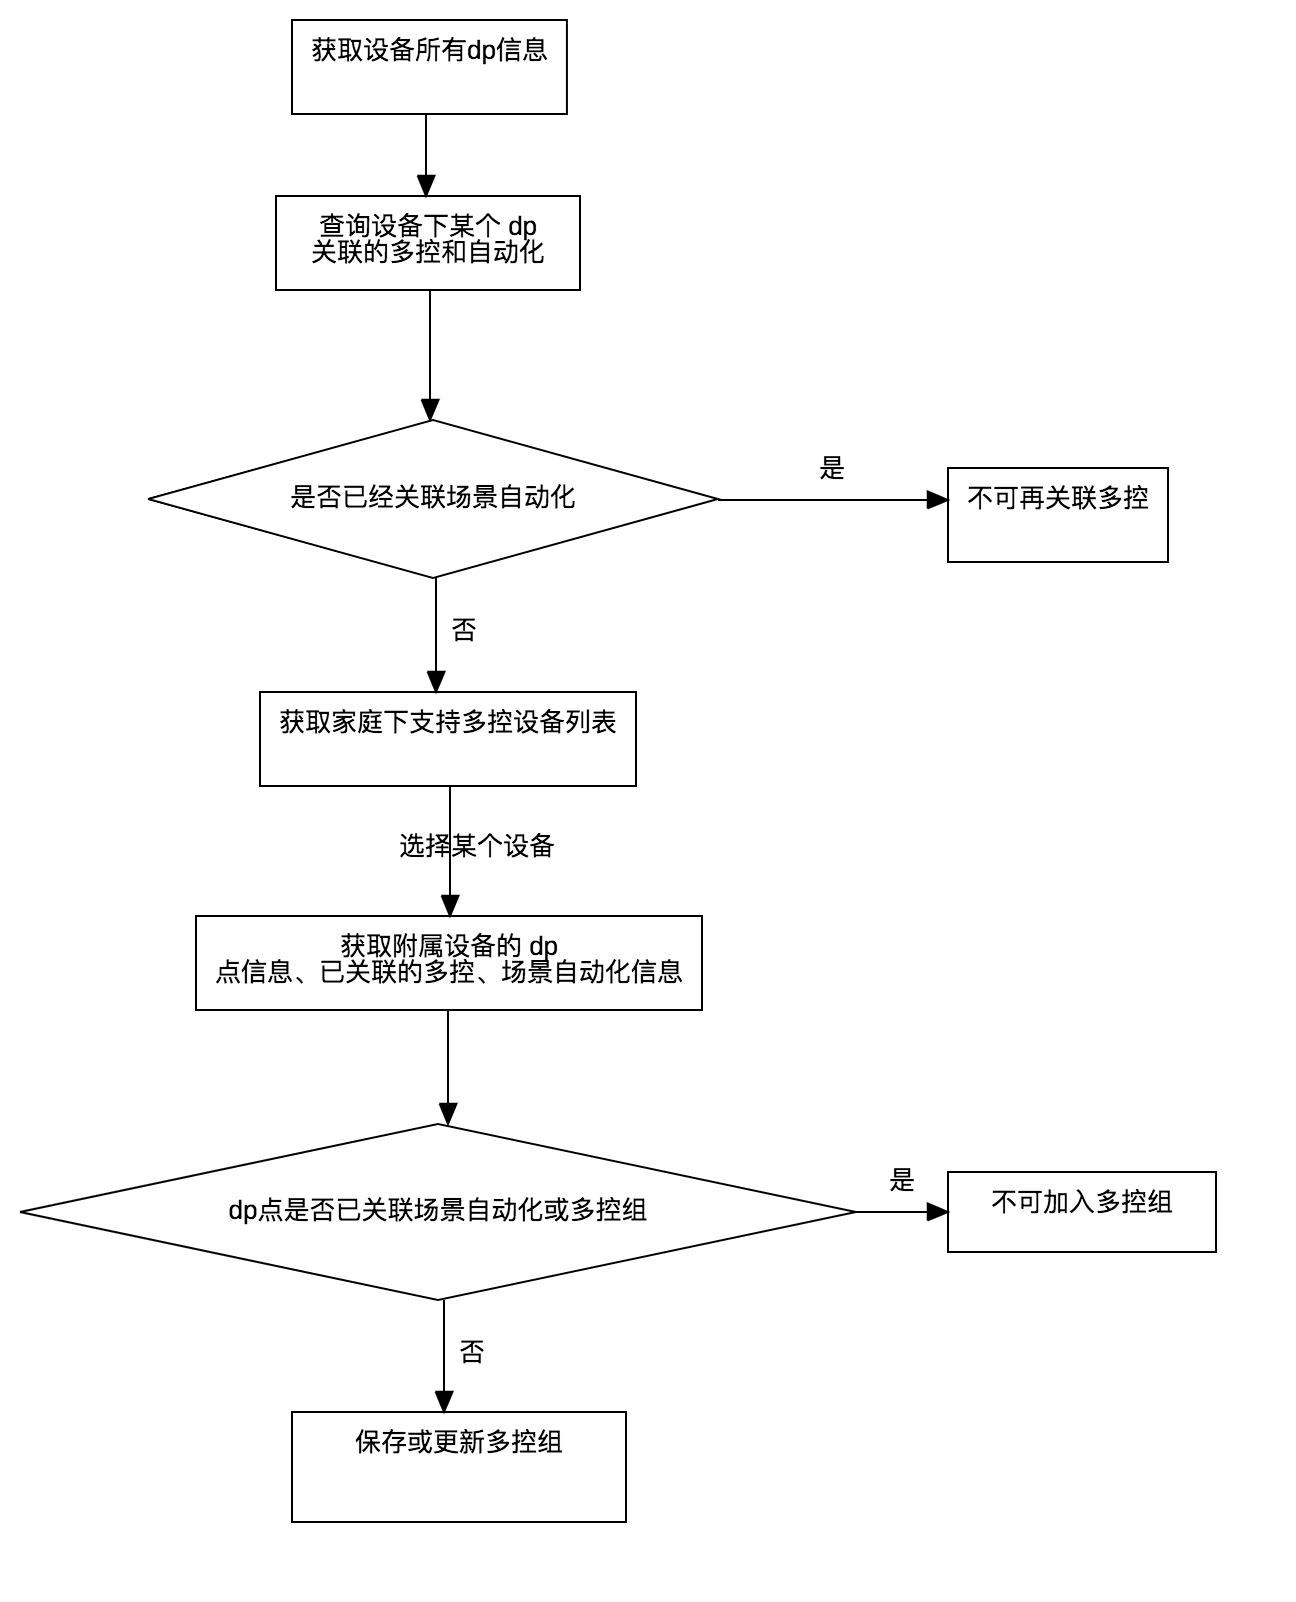 获取设备所有dp信息
查询设备下某个 dp
关联的多控和自动化
是否已经关联场景自动化
是
不可再关联多控
否
获取家庭下支持多控设备列表
选择某个设备
获取附属设备的 dp
点信息、已关联的多控、场景自动化信息
dp点是否已关联场景自动化或多控组
是
不可加入多控组
否
保存或更新多控组